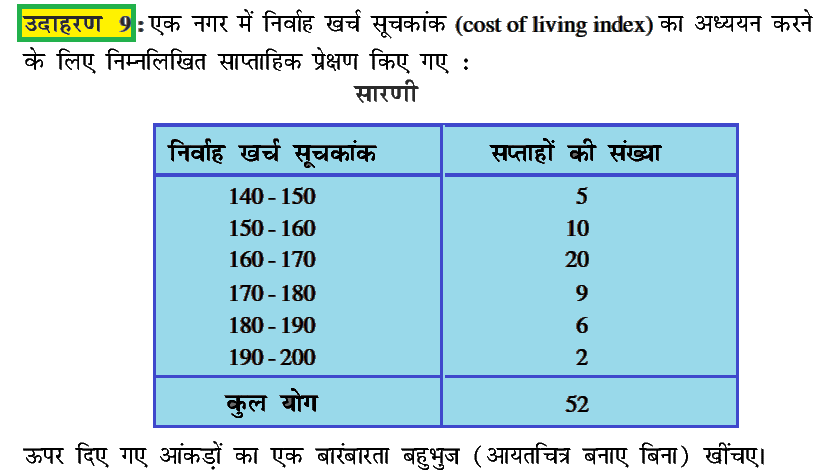 उदाहरण 9 : एक नगर में निर्वाह खर्च सूचकांक (cost of living index) का अध्ययन करने
के लिए निम्नलिखित साप्ताहिक प्रेक्षण किए गए :
सारणी
निर्वाह खर्च सूचकांक सप्ताहों की संख्या
140 - 150 5
150 - 160 10
160 - 170 20
170 - 180 9
180 - 190 6
190 - 200 2
कुल योग 52
ऊपर दिए गए आंकड़ों का एक बारंबारता बहुभुज (आयतचित्र बनाए बिना) खींचए।